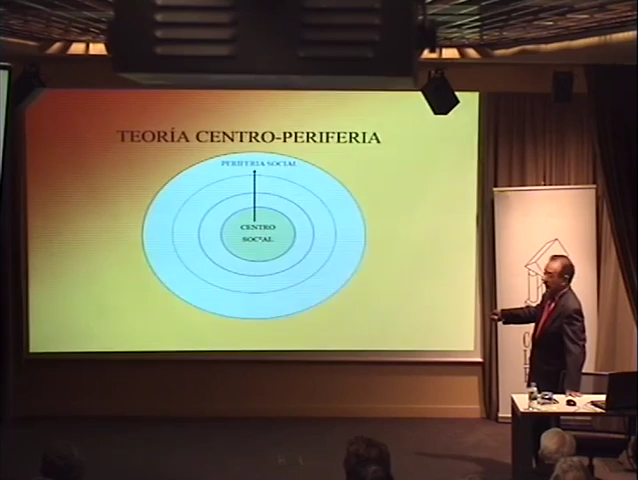 TEORÍA CENTRO-PERIFERIA
PERIFERIA SOCIAL
CENTRO
SOCIAL